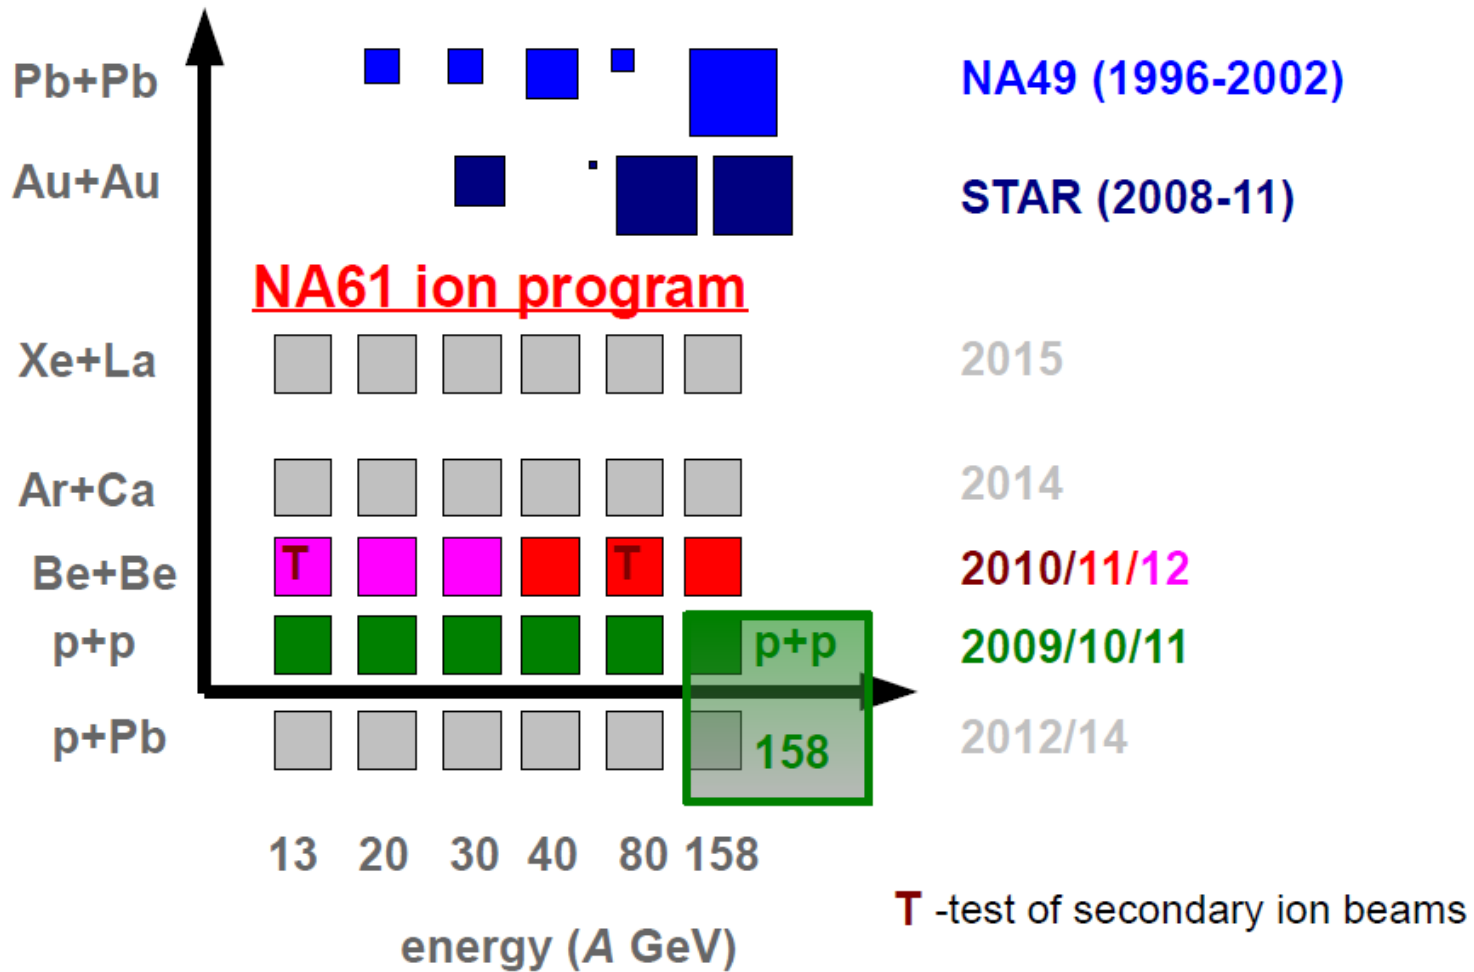 Pb+Pb NA49 (1996-2002)
Au+Au STAR (2008-11)
NA61 ion program
Xe+La 2015
Ar+Ca 2014
Be+Be T T 2010/11/12
p+p p+p 2009/10/11
p+Pb 158 2012/14
13 20 30 40 80 158
T -test of secondary ion beams
energy (A GeV)